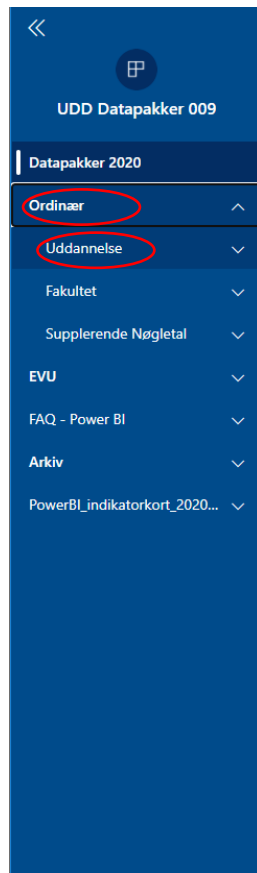 UDD Datapakker 009
Datapakker 2020
Ordinær
Uddannelse
Fakultet
Supplerende Nøgletal
EVU
FAQ - Power BI
Arkiv
PowerBI_indikatorkort_2020...